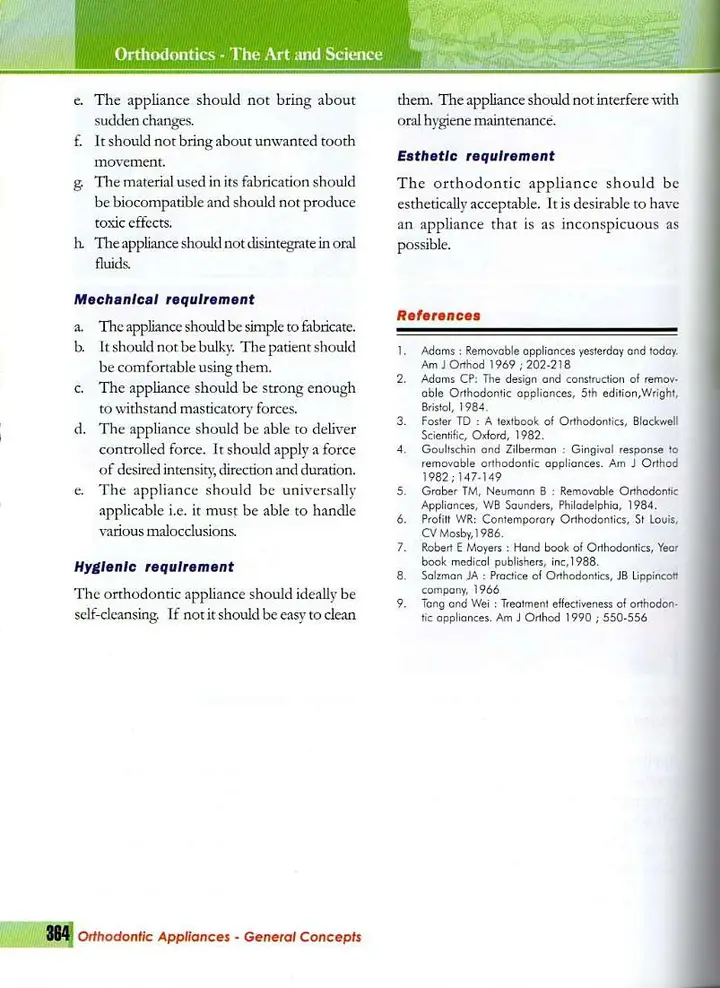 Orthodontics - The Art and Science
e. The appliance should not bring about
sudden changes.
f. It should not bring about unwanted tooth
movement.
g. The material used in its fabrication should
be biocompatible and should not produce
toxic effects.
h. The appliance should not disintegrate in oral
fluids.
Mechanical requirement
a. The appliance should be simple to fabricate.
b. It should not be bulky. The patient should
be comfortable using them.
c. The appliance should be strong enough
to withstand masticatory forces.
d. The appliance should be able to deliver
controlled force. It should apply a force
of desired intensity, direction and duration.
e. The appliance should be universally
applicable i.e. it must be able to handle
various malocclusions.
Hygienic requirement
The orthodontic appliance should ideally be
self-cleansing. If not it should be easy to clean
them. The appliance should not interfere with
oral hygiene maintenance.
Esthetic requirement
The orthodontic appliance should be
esthetically acceptable. It is desirable to have
an appliance that is as inconspicuous as
possible.
References
1. Adams : Removable appliances yesterday and today.
Am J Orthod 1969 ; 202-218
2. Adams CP: The design and construction of remov-
able Orthodontic appliances, 5th edition,Wright,
Bristol, 1984.
3. Foster TD : A textbook of Orthodontics, Blackwell
Scientific, Oxford, 1982.
4. Goultschin and Zilberman : Gingival response to
removable orthodontic appliances. Am J Orthod
1982 ; 147-149
5. Graber TM, Neumann B : Removable Orthodontic
Appliances, WB Saunders, Philadelphia, 1984.
6. Profitt WR: Contemporary Orthodontics, St Louis,
CV Mosby,1986.
7. Robert E Moyers : Hand book of Orthodontics, Year
book medical publishers, inc,1988.
8. Salzman JA : Practice of Orthodontics, JB Lippincott
company, 1966
9. Tang and Wei : Treatment effectiveness of orthodon-
tic appliances. Am J Orthod 1990 ; 550-556
364 Orthodontic Appliances - General Concepts